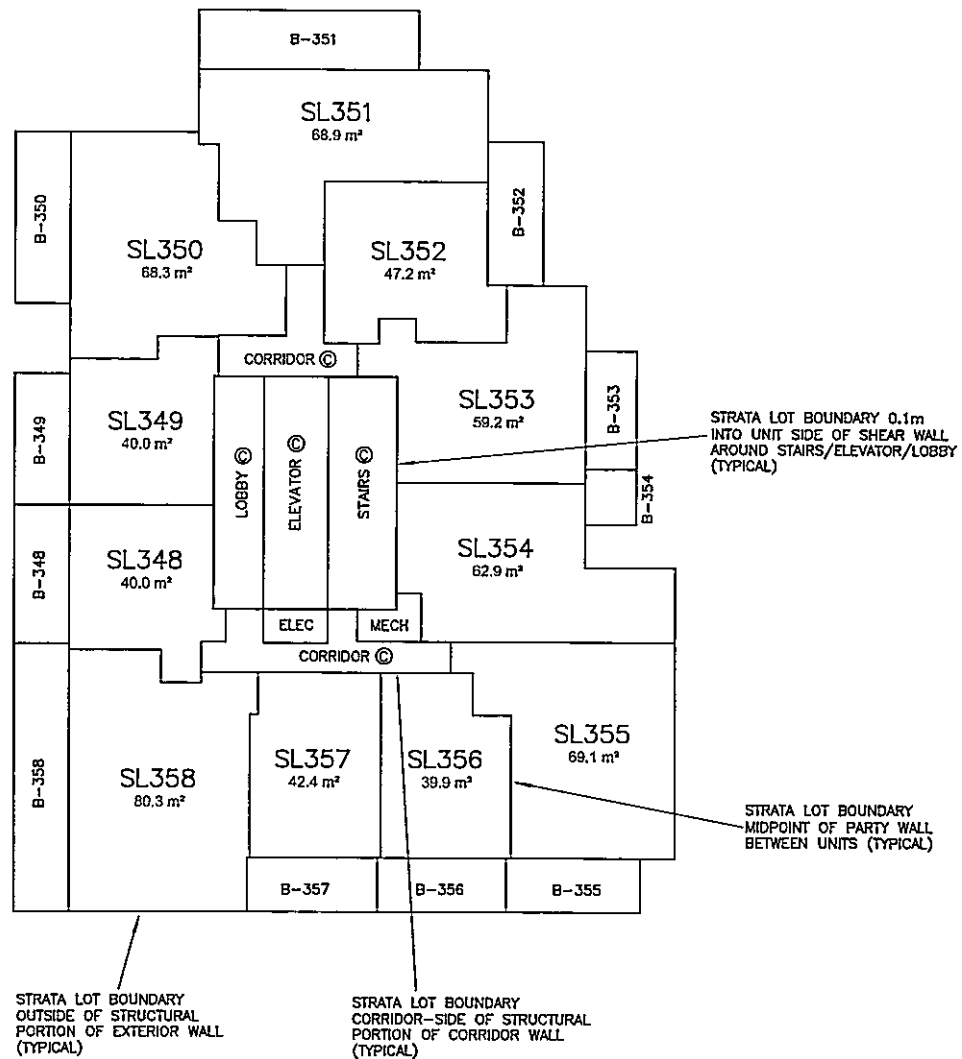 B-351
SL351
68.9 m²
B-350
B-352
SL350
68.3 m²
SL352
47.2 m²
CORRIDOR Ⓒ
B-349
SL349
40.0 m²
SL353
59.2 m²
B-353
STRATA LOT BOUNDARY 0.1m
INTO UNIT SIDE OF SHEAR WALL
AROUND STAIRS/ELEVATOR/LOBBY
(TYPICAL)
LOBBY Ⓒ
ELEVATOR Ⓒ
STAIRS Ⓒ
B-354
B-348
SL348
40.0 m²
SL354
62.9 m²
ELEC
MECH
CORRIDOR Ⓒ
B-358
SL358
80.3 m²
SL357
42.4 m²
SL356
39.9 m²
SL355
69.1 m²
STRATA LOT BOUNDARY
MIDPOINT OF PARTY WALL
BETWEEN UNITS (TYPICAL)
B-357
B-356
B-355
STRATA LOT BOUNDARY
OUTSIDE OF STRUCTURAL
PORTION OF EXTERIOR WALL
(TYPICAL)
STRATA LOT BOUNDARY
CORRIDOR-SIDE OF STRUCTURAL
PORTION OF CORRIDOR WALL
(TYPICAL)